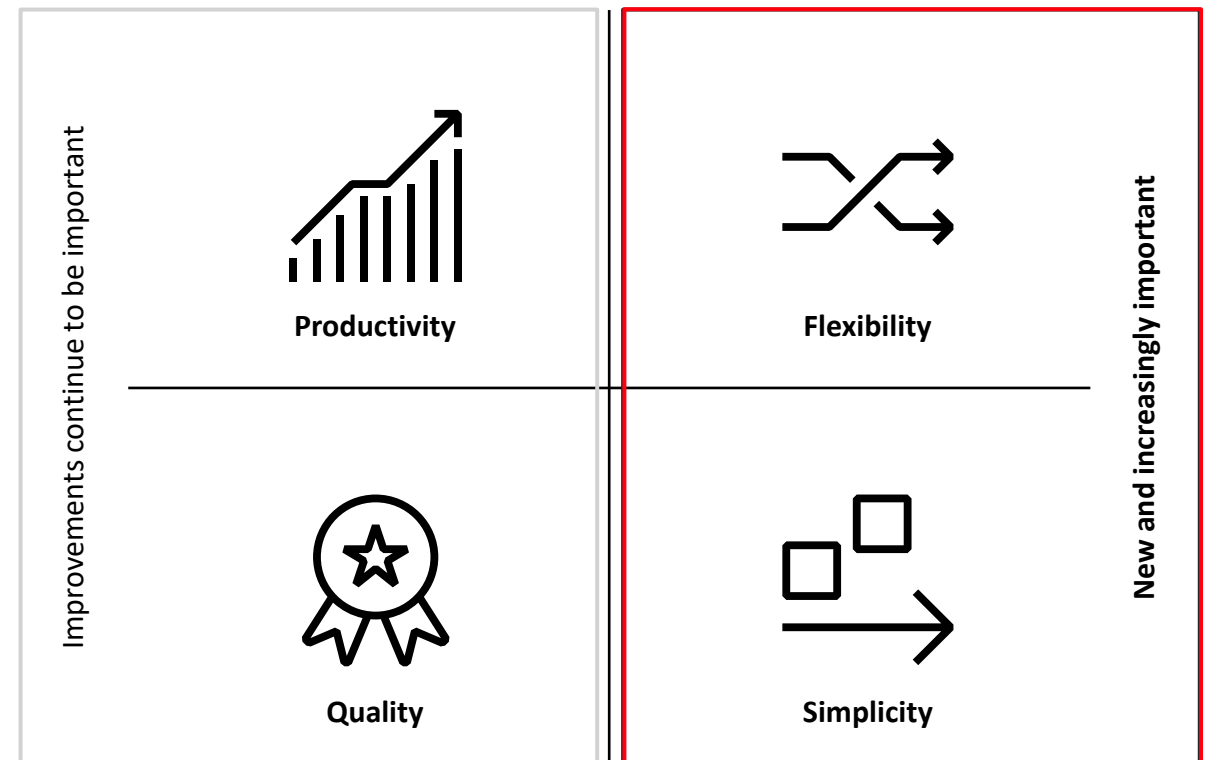 Improvements continue to be important
Productivity
Flexibility
New and increasingly important
Quality
Simplicity